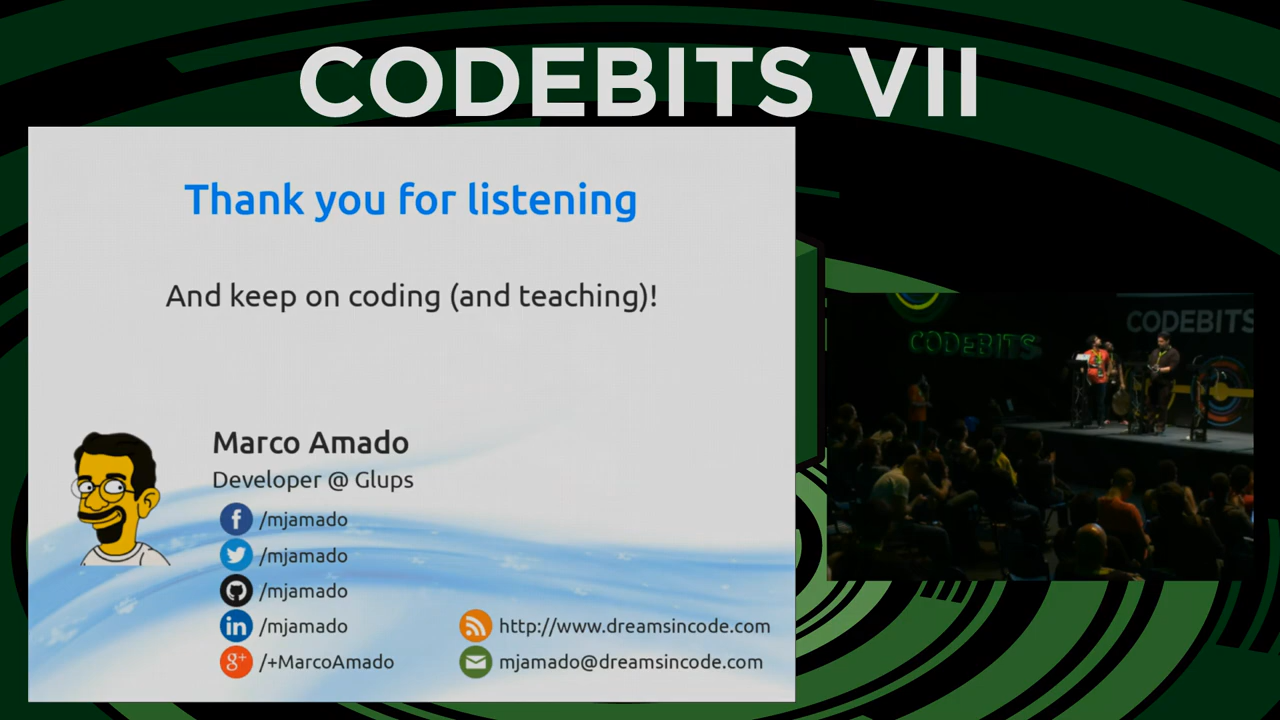 CODEBITS VII
Thank you for listening
And keep on coding (and teaching)!
Marco Amado
Developer @ Glups
f /mjamado
/mjamado
/mjamado
in /mjamado
g+ /+MarcoAmado
http://www.dreamsincode.com
mjamado@dreamsincode.com
CODEBITS
CODEBITS